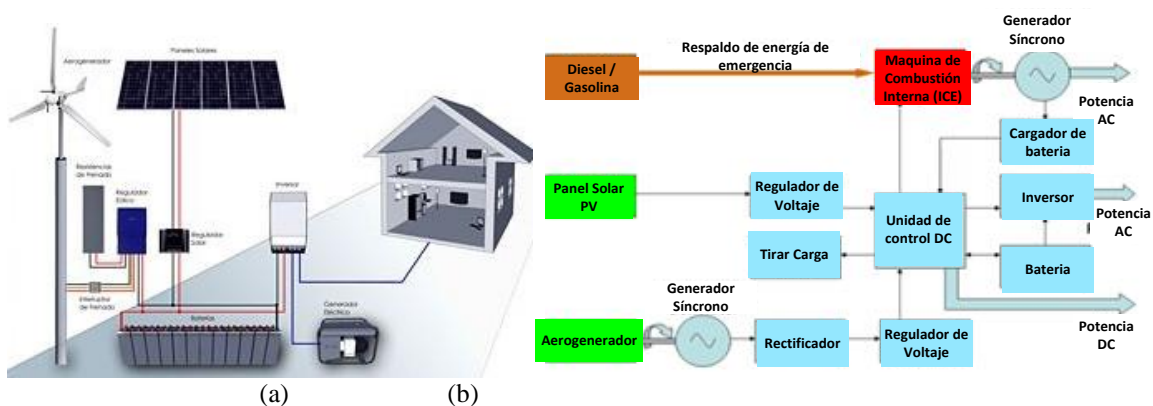 Paneles Solares
Aerogenerador
Resistencias
de Frenado
Regulador
Eólico
Regulador
Solar
Inversor
Interruptor
de Frenado
Baterías
Generador
Eléctrico
(a)
(b)
Diesel /
Gasolina
Respaldo de energía de
emergencia
Maquina de
Combustión
Interna (ICE)
Generador
Síncrono
Potencia
AC
Cargador de
bateria
Panel Solar
PV
Regulador de
Voltaje
Unidad de
control DC
Inversor
Potencia
AC
Tirar Carga
Bateria
Generador
Síncrono
Aerogenerador
Rectificador
Regulador de
Voltaje
Potencia
DC